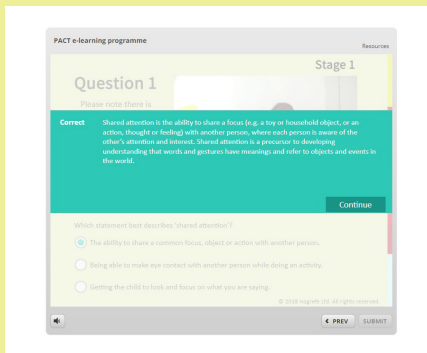 PACT e-learning programme
Resources
Stage 1
Question 1
Please note there is
Correct
Shared attention is the ability to share a focus (e.g. a toy or household object, or an
action, thought or feeling) with another person, where each person is aware of the
other's attention and interest. Shared attention is a precursor to developing
understanding that words and gestures have meanings and refer to objects and events in
the world.
Continue
Which statement best describes 'shared attention'?
The ability to share a common focus, object or action with another person.
Being able to make eye contact with another person while doing an activity.
Getting the child to look and focus on what you are saying.
© 2018 Hogrefe Ltd. All rights reserved.
PREV
SUBMIT